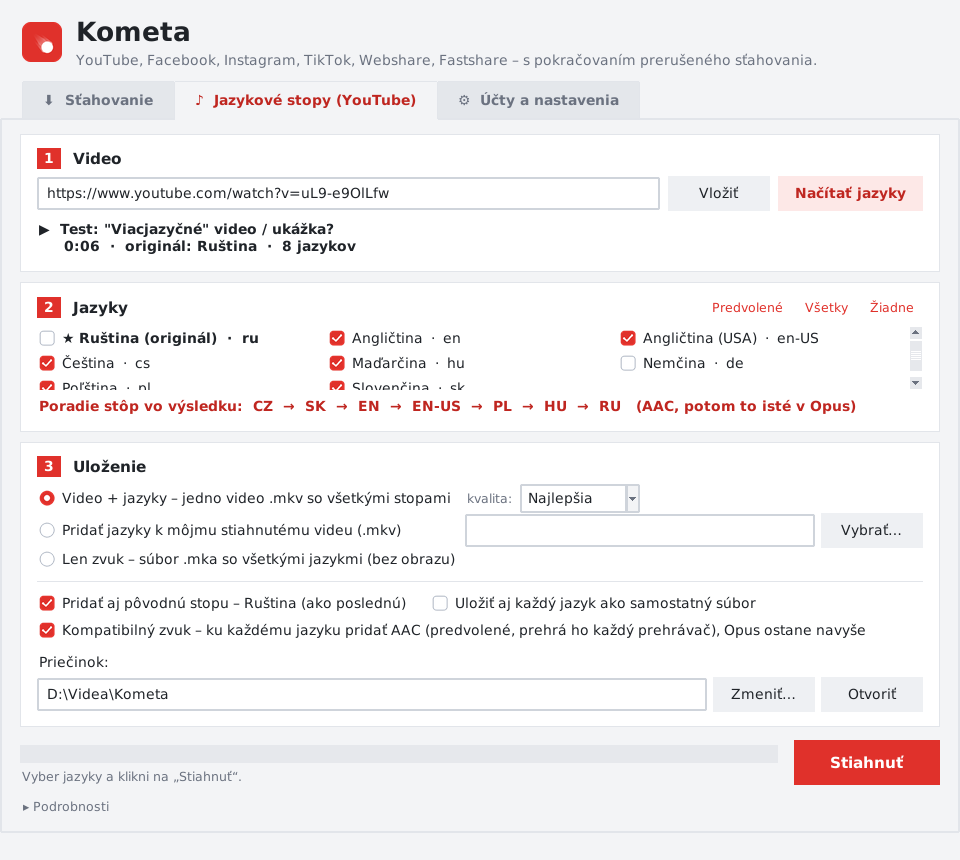 Kometa
YouTube, Facebook, Instagram, TikTok, Webshare, Fastshare – s pokračovaním prerušeného sťahovania.
⬇ Sťahovanie ♪ Jazykové stopy (YouTube) ⚙ Účty a nastavenia
1 Video
https://www.youtube.com/watch?v=uL9-e9OlLfw Vložiť Načítať jazyky
▶ Test: "Viacjazyčné" video / ukážka?
0:06 · originál: Ruština · 8 jazykov
2 Jazyky Predvolené Všetky Žiadne
★ Ruština (originál) · ru Angličtina · en Angličtina (USA) · en-US
Čeština · cs Maďarčina · hu Nemčina · de
Poľština · pl Slovenčina · sk
Poradie stôp vo výsledku: CZ → SK → EN → EN-US → PL → HU → RU (AAC, potom to isté v Opus)
3 Uloženie
Video + jazyky – jedno video .mkv so všetkými stopami kvalita: Najlepšia
Pridať jazyky k môjmu stiahnutému videu (.mkv) Vybrať...
Len zvuk – súbor .mka so všetkými jazykmi (bez obrazu)
Pridať aj pôvodnú stopu – Ruština (ako poslednú) Uložiť aj každý jazyk ako samostatný súbor
Kompatibilný zvuk – ku každému jazyku pridať AAC (predvolené, prehrá ho každý prehrávač), Opus ostane navyše
Priečinok:
D:\Videa\Kometa Zmeniť... Otvoriť
Stiahnuť
Vyber jazyky a klikni na „Stiahnuť“.
▸ Podrobnosti